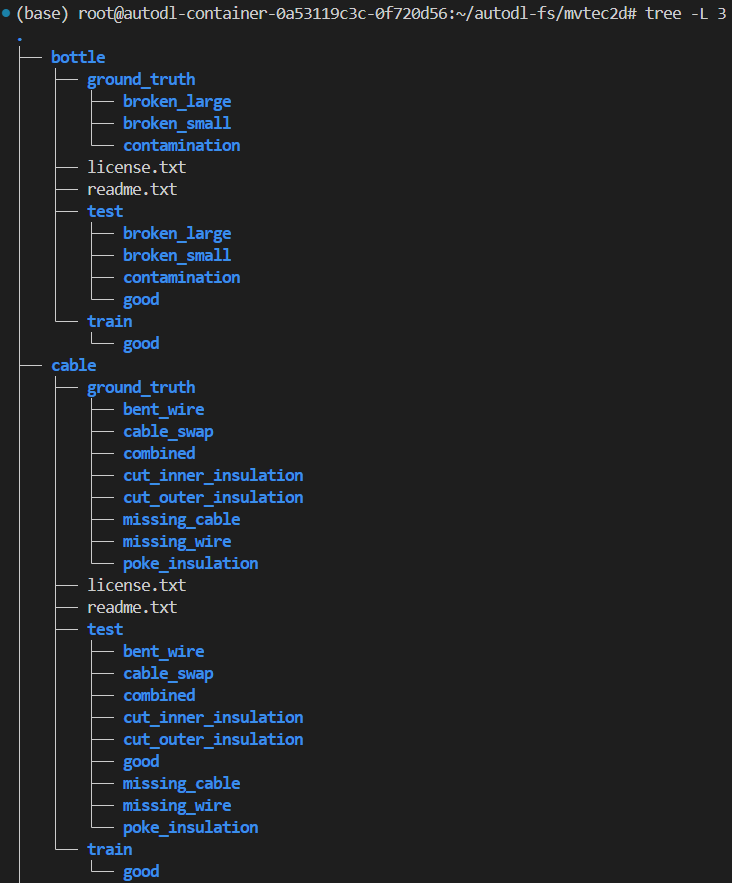 (base) root@autodl-container-0a53119c3c-0f720d56:~/autodl-fs/mvtec2d# tree -L 3
.
├── bottle
│   ├── ground_truth
│   │   ├── broken_large
│   │   ├── broken_small
│   │   └── contamination
│   ├── license.txt
│   ├── readme.txt
│   ├── test
│   │   ├── broken_large
│   │   ├── broken_small
│   │   ├── contamination
│   │   └── good
│   └── train
│       └── good
├── cable
│   ├── ground_truth
│   │   ├── bent_wire
│   │   ├── cable_swap
│   │   ├── combined
│   │   ├── cut_inner_insulation
│   │   ├── cut_outer_insulation
│   │   ├── missing_cable
│   │   ├── missing_wire
│   │   └── poke_insulation
│   ├── license.txt
│   ├── readme.txt
│   ├── test
│   │   ├── bent_wire
│   │   ├── cable_swap
│   │   ├── combined
│   │   ├── cut_inner_insulation
│   │   ├── cut_outer_insulation
│   │   ├── good
│   │   ├── missing_cable
│   │   ├── missing_wire
│   │   └── poke_insulation
│   └── train
│       └── good